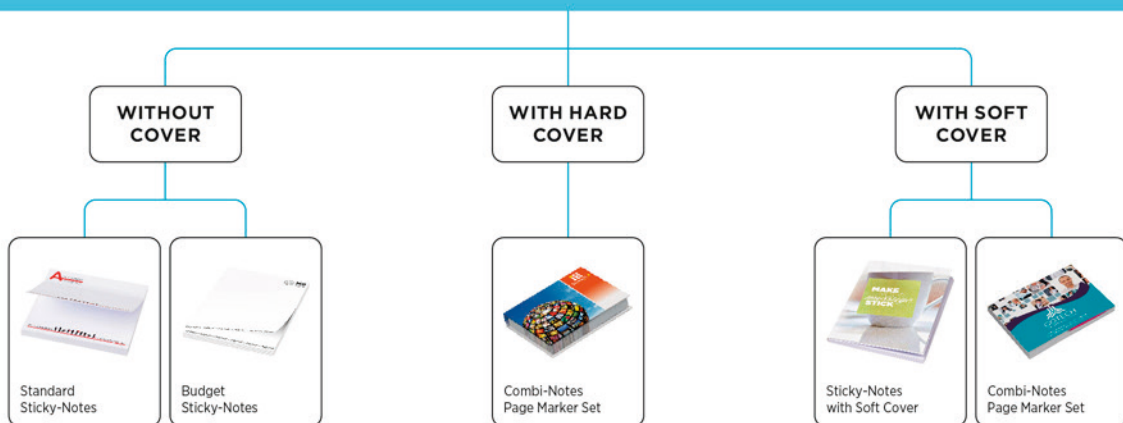 WITHOUT
COVER
WITH HARD
COVER
WITH SOFT
COVER
Standard
Sticky-Notes
Budget
Sticky-Notes
Combi-Notes
Page Marker Set
MAKE
STICK
Sticky-Notes
with Soft Cover
Combi-Notes
Page Marker Set